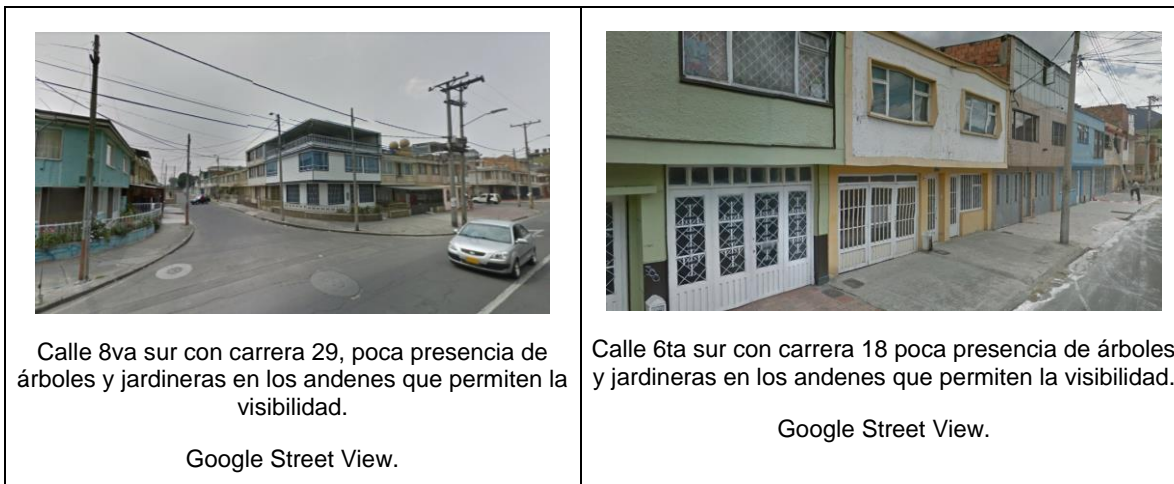 Calle 8va sur con carrera 29, poca presencia de
árboles y jardineras en los andenes que permiten la
visibilidad.
Google Street View.
Calle 6ta sur con carrera 18 poca presencia de árboles
y jardineras en los andenes que permiten la visibilidad.
Google Street View.